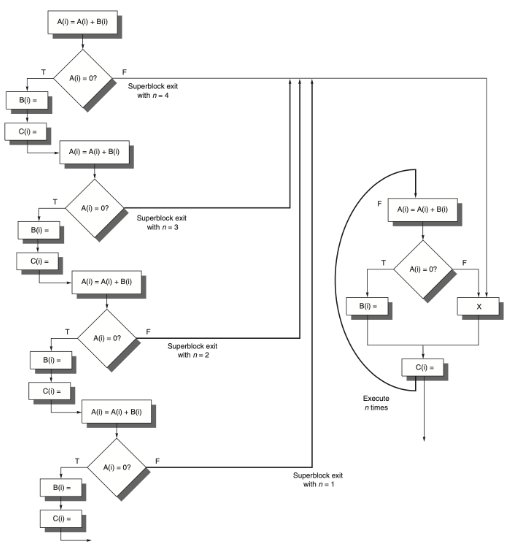 A(i) = A(i) + B(i)
T
A(i) = 0?
F
Superblock exit
with n = 4
B(i) =
C(i) =
A(i) = A(i) + B(i)
T
A(i) = 0?
Superblock exit
with n = 3
B(i) =
C(i) =
A(i) = A(i) + B(i)
T
A(i) = 0?
F
Superblock exit
with n = 2
B(i) =
C(i) =
A(i) = A(i) + B(i)
T
A(i) = 0?
F
Superblock exit
with n = 1
B(i) =
C(i) =
F
A(i) = A(i) + B(i)
T
A(i) = 0?
F
B(i) =
X
C(i) =
Execute
n times